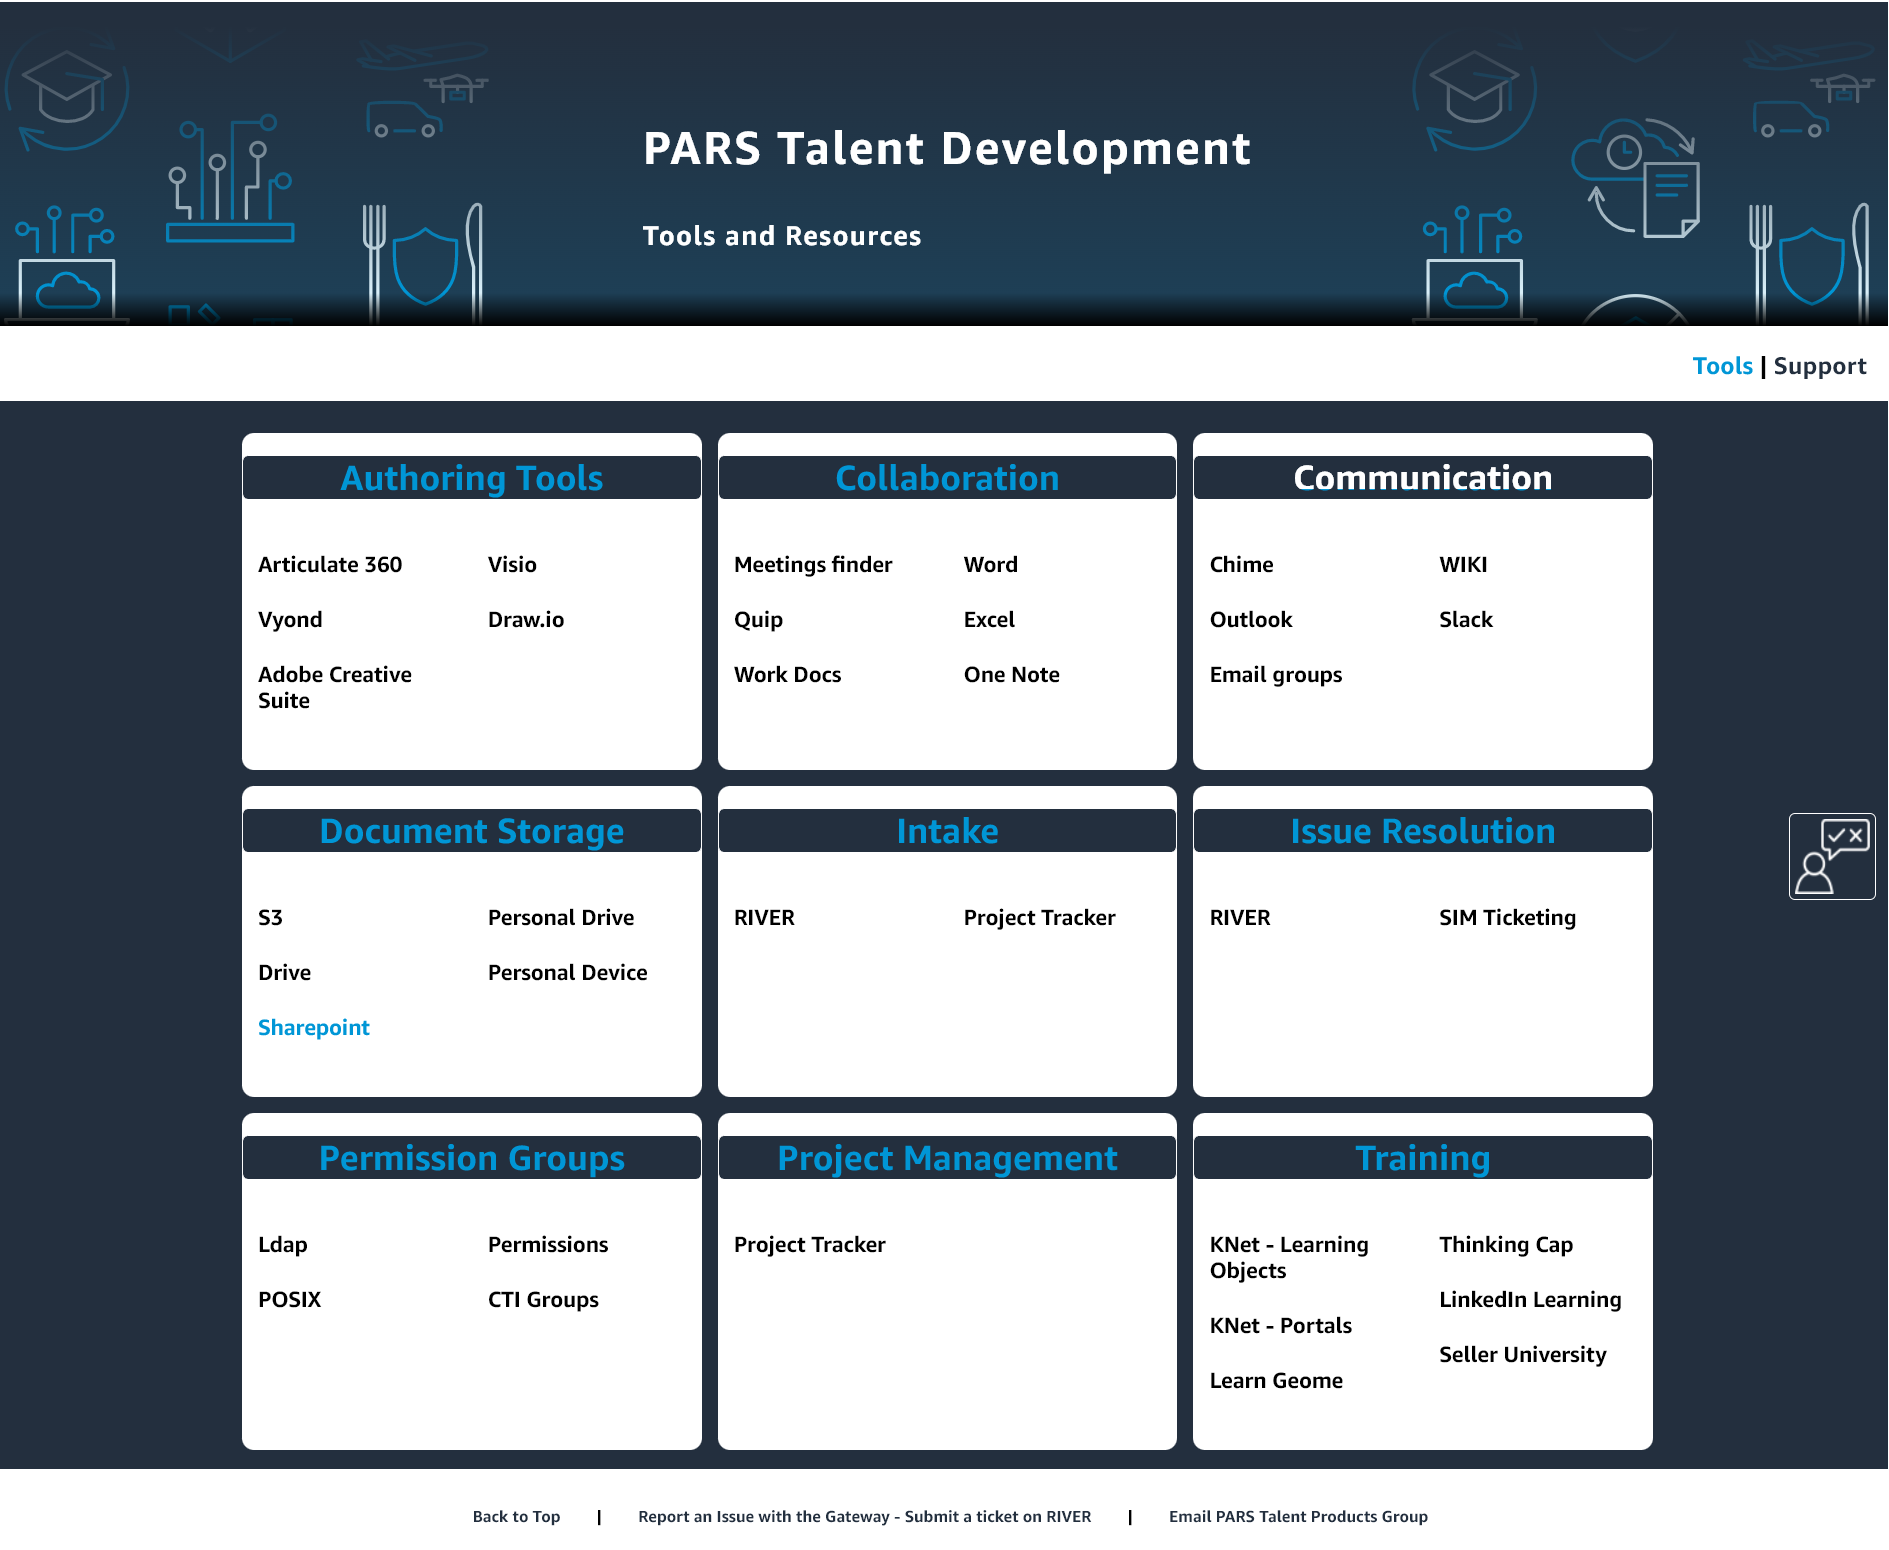 PARS Talent Development
Tools and Resources
Tools | Support
Authoring Tools
Articulate 360
Vyond
Adobe Creative
Suite
Visio
Draw.io
Collaboration
Meetings finder
Quip
Work Docs
Word
Excel
One Note
Communication
Chime
Outlook
Email groups
WIKI
Slack
Document Storage
S3
Drive
Sharepoint
Personal Drive
Personal Device
Intake
RIVER
Project Tracker
Issue Resolution
RIVER
SIM Ticketing
Permission Groups
Ldap
POSIX
Permissions
CTI Groups
Project Management
Project Tracker
Training
KNet - Learning
Objects
KNet - Portals
Learn Geome
Thinking Cap
LinkedIn Learning
Seller University
Back to Top | Report an Issue with the Gateway - Submit a ticket on RIVER | Email PARS Talent Products Group